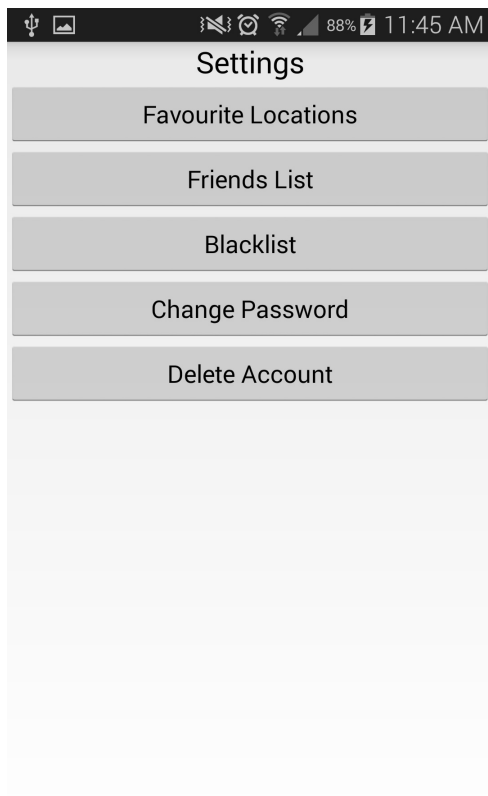 88% 11:45 AM
Settings
Favourite Locations
Friends List
Blacklist
Change Password
Delete Account